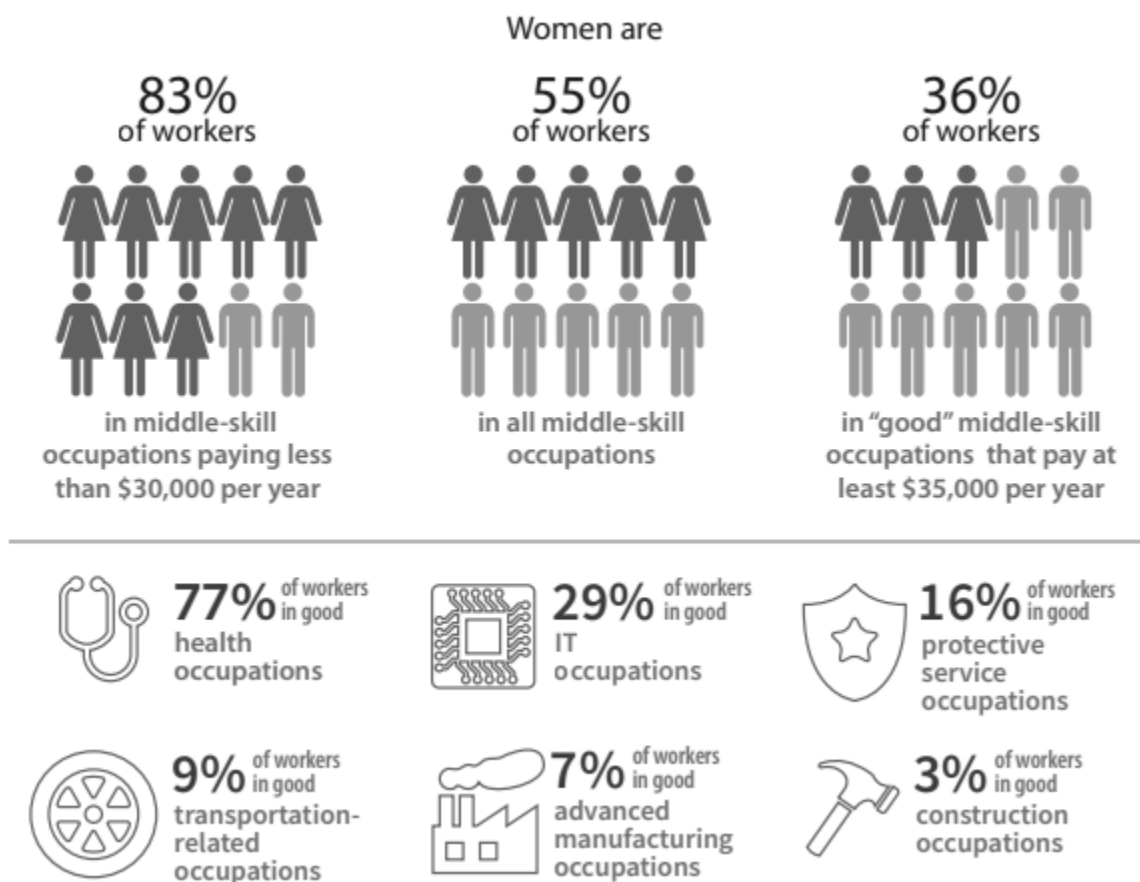 Women are
83%
of workers
in middle-skill
occupations paying less
than $30,000 per year
55%
of workers
in all middle-skill
occupations
36%
of workers
in “good” middle-skill
occupations that pay at
least $35,000 per year
77% of workers
in good
health
occupations
29% of workers
in good
IT
occupations
16% of workers
in good
protective
service
occupations
9% of workers
in good
transportation-
related
occupations
7% of workers
in good
advanced
manufacturing
occupations
3% of workers
in good
construction
occupations